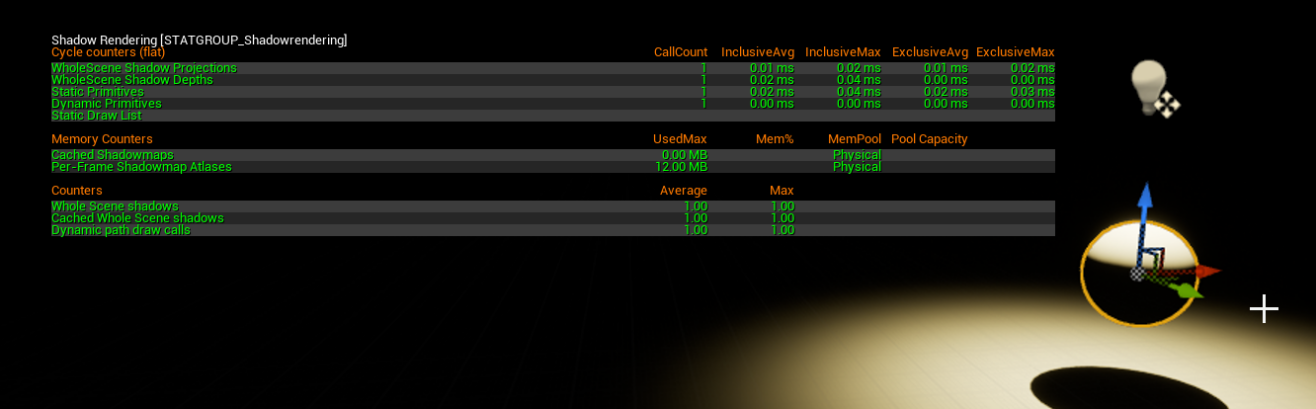 Shadow Rendering [STATGROUP_Shadowrendering]
Cycle counters (flat) CallCount InclusiveAvg InclusiveMax ExclusiveAvg ExclusiveMax
WholeScene Shadow Projections 1 0.01 ms 0.02 ms 0.01 ms 0.02 ms
WholeScene Shadow Depths 1 0.02 ms 0.04 ms 0.00 ms 0.00 ms
Static Primitives 1 0.02 ms 0.04 ms 0.02 ms 0.03 ms
Dynamic Primitives 1 0.00 ms 0.00 ms 0.00 ms 0.00 ms
Static Draw List
Memory Counters UsedMax Mem% MemPool Pool Capacity
Cached Shadowmaps 0.00 MB Physical
Per-Frame Shadowmap Atlases 12.00 MB Physical
Counters Average Max
Whole Scene shadows 1.00 1.00
Cached Whole Scene shadows 1.00 1.00
Dynamic path draw calls 1.00 1.00